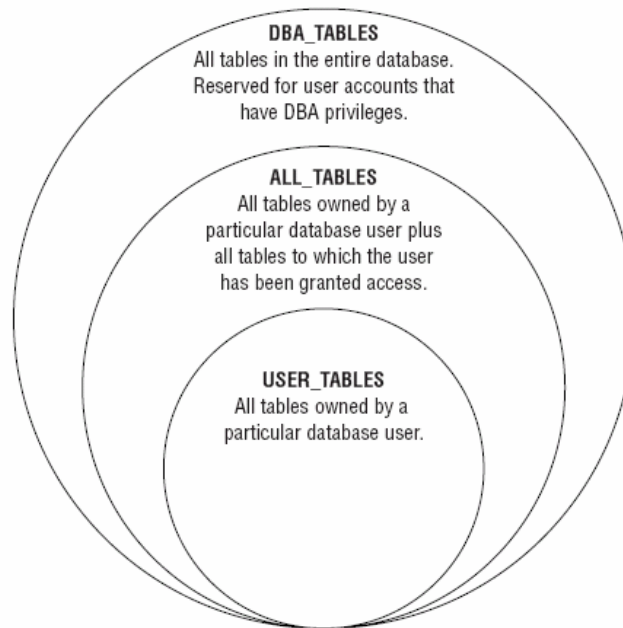 DBA_TABLES
All tables in the entire database.
Reserved for user accounts that
have DBA privileges.
ALL_TABLES
All tables owned by a
particular database user plus
all tables to which the user
has been granted access.
USER_TABLES
All tables owned by a
particular database user.